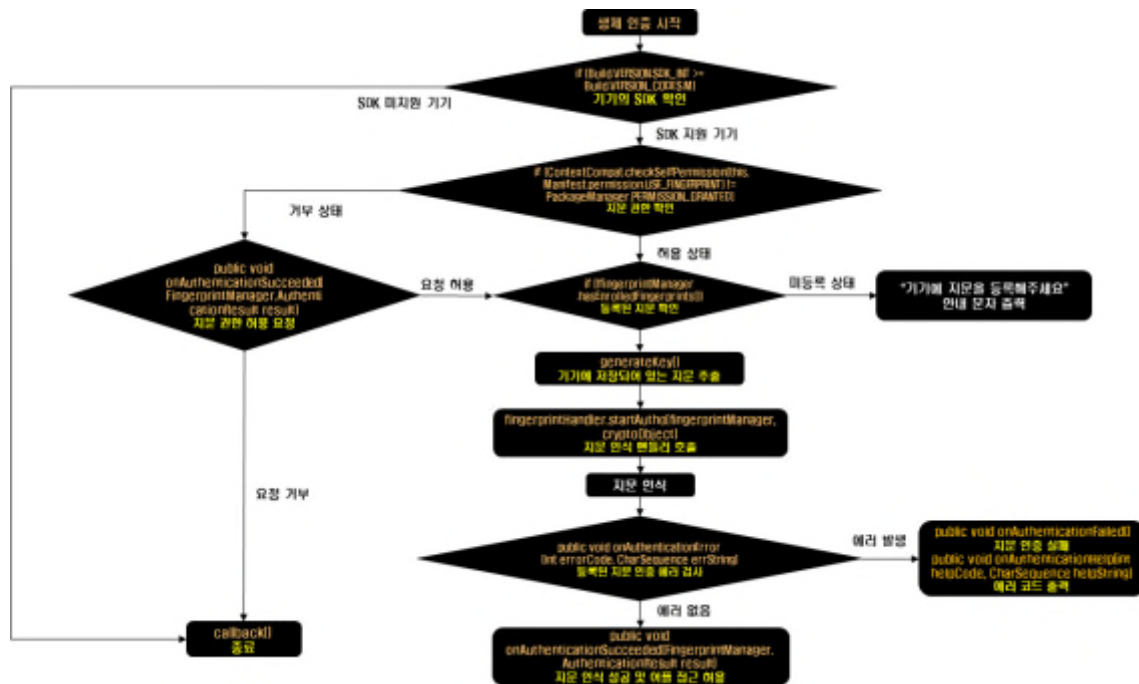 생체 인증 시작
if (Build.VERSION.SDK_INT >=
Build.VERSION_CODES.M)
기기의 SDK 확인
SDK 미지원 기기
SDK 지원 기기
if (ContextCompat.checkSelfPermission(this,
Manifest.permission.USE_FINGERPRINT) !=
PackageManager.PERMISSION_GRANTED)
지문 권한 확인
거부 상태
허용 상태
public void
onAuthenticationSucceeded(
FingerprintManager.Authenti
cationResult result)
지문 권한 허용 요청
요청 허용
if (!fingerprintManager
.hasEnrolledFingerprints())
등록된 지문 확인
미등록 상태
"기기에 지문을 등록해주세요"
안내 문자 출력
generateKey()
기기에 저장되어 있는 지문 추출
fingerprintHandler.startAutho(fingerprintManager,
cryptoObject)
지문 인식 핸들러 호출
지문 인식
요청 거부
public void onAuthenticationError
(int errorCode, CharSequence errString)
등록된 지문 인증 에러 검사
에러 발생
public void onAuthenticationFailed()
지문 인증 실패
public void onAuthenticationHelp(int
helpCode, CharSequence helpString)
에러 코드 출력
에러 없음
callback()
종료
public void
onAuthenticationSucceeded(FingerprintManager,
AuthenticationResult result)
지문 인식 성공 및 어플 접근 허용